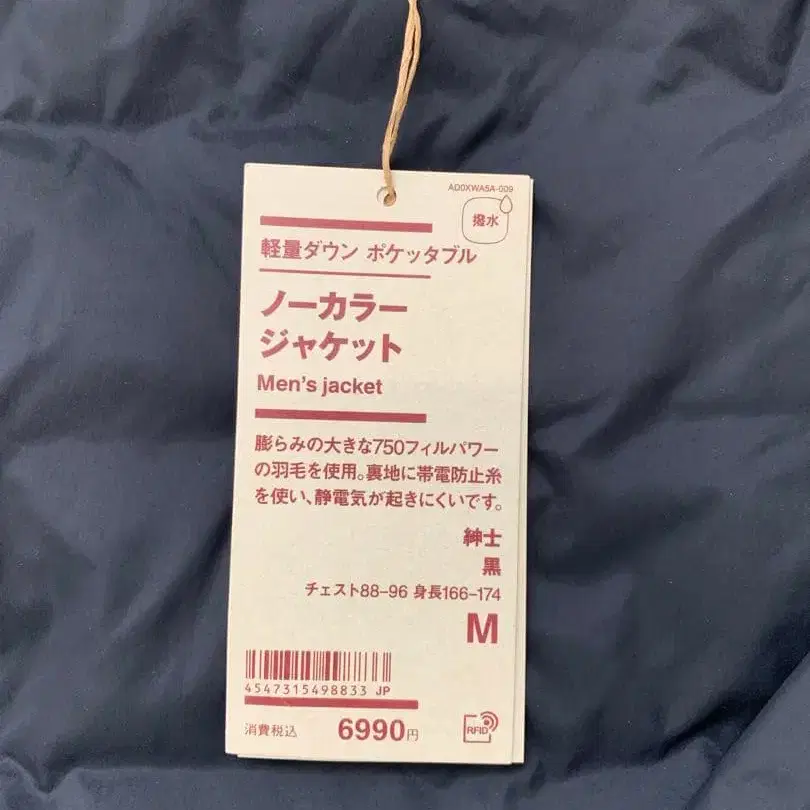 AD0XWA5A-009
撥水
軽量ダウン ポケッタブル
ノーカラー
ジャケット
Men's jacket
膨らみの大きな750フィルパワー
の羽毛を使用。裏地に帯電防止糸
を使い、静電気が起きにくいです。
紳士
黒
チェスト88–96 身長166–174
M
4547315498833 JP
消費税込 6990円
RFID